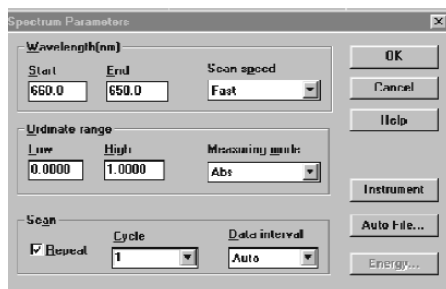 Spectrum Parameters
Wavelength(nm)
Start End Scan speed
660.0 650.0 Fast
OK
Cancel
Help
Urdinate range
Low High Measuring mode
0.0000 1.0000 Abs
Instrument
Scan
Repeat Cycle Data interval
1 Auto
Auto File...
Energy...